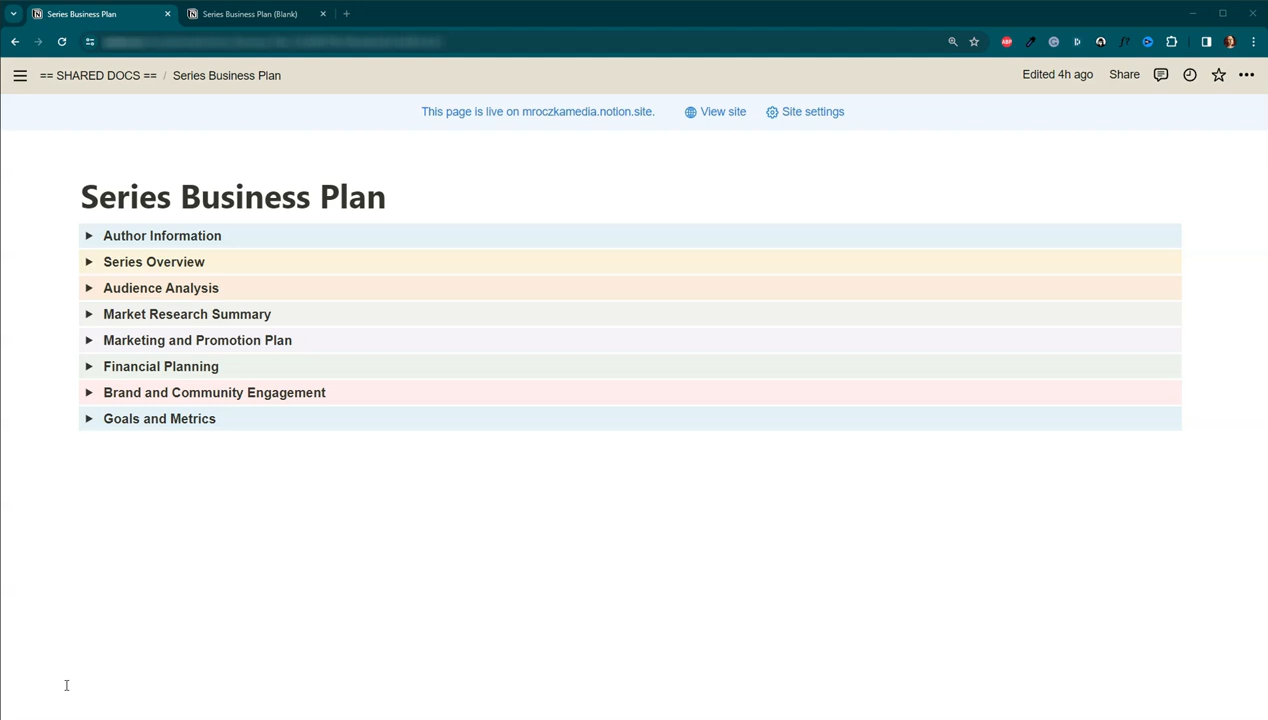 Series Business Plan
Series Business Plan (Blank)
== SHARED DOCS == / Series Business Plan
Edited 4h ago
Share
This page is live on mroczkamedia.notion.site.
View site
Site settings
Series Business Plan
Author Information
Series Overview
Audience Analysis
Market Research Summary
Marketing and Promotion Plan
Financial Planning
Brand and Community Engagement
Goals and Metrics